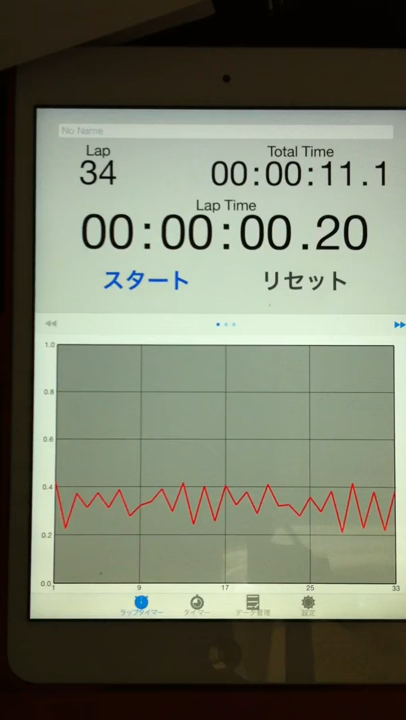 No Name
Lap
Total Time
34
00:00:11.1
Lap Time
00:00:00.20
スタート
リセット
1.0
0.8
0.6
0.4
0.2
0.0
1
9
17
25
33
ラップタイマー
タイマー
データ管理
設定